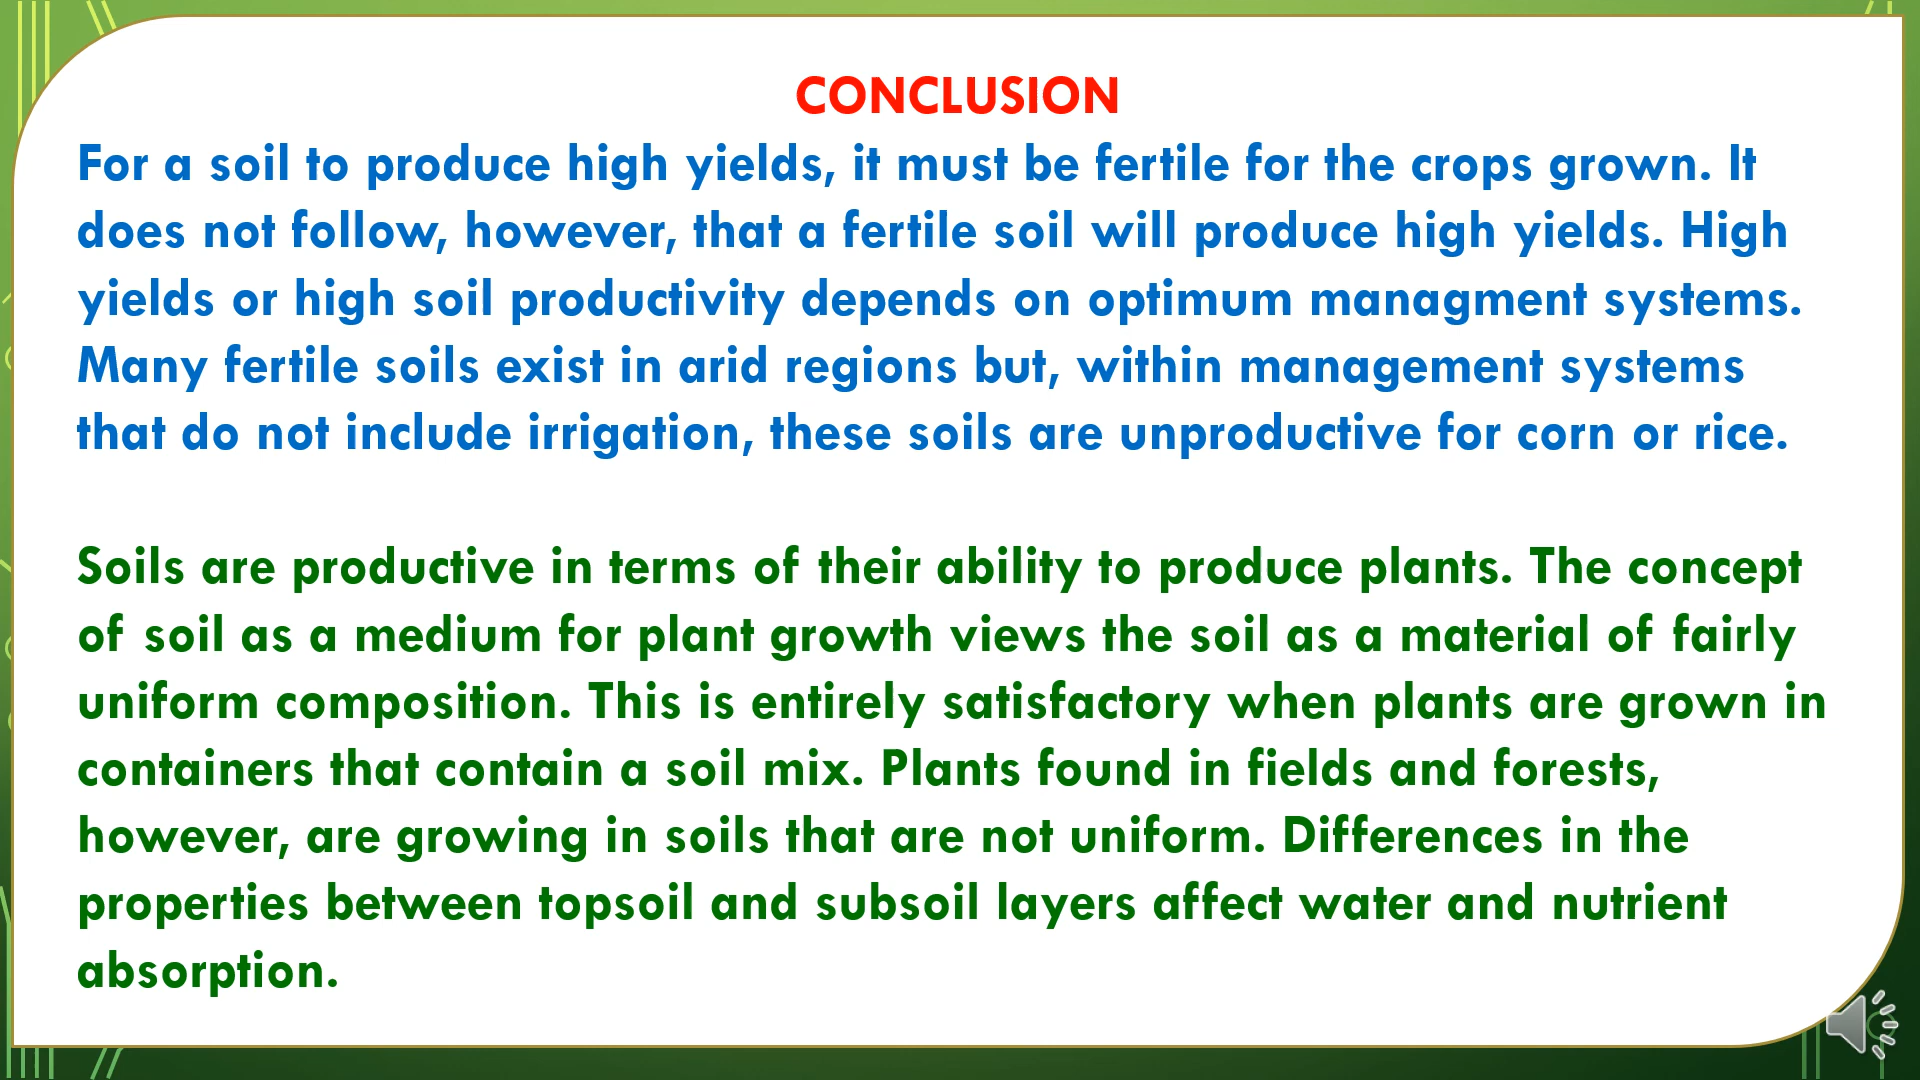 CONCLUSION
For a soil to produce high yields, it must be fertile for the crops grown. It
does not follow, however, that a fertile soil will produce high yields. High
yields or high soil productivity depends on optimum managment systems.
Many fertile soils exist in arid regions but, within management systems
that do not include irrigation, these soils are unproductive for corn or rice.
Soils are productive in terms of their ability to produce plants. The concept
of soil as a medium for plant growth views the soil as a material of fairly
uniform composition. This is entirely satisfactory when plants are grown in
containers that contain a soil mix. Plants found in fields and forests,
however, are growing in soils that are not uniform. Differences in the
properties between topsoil and subsoil layers affect water and nutrient
absorption.